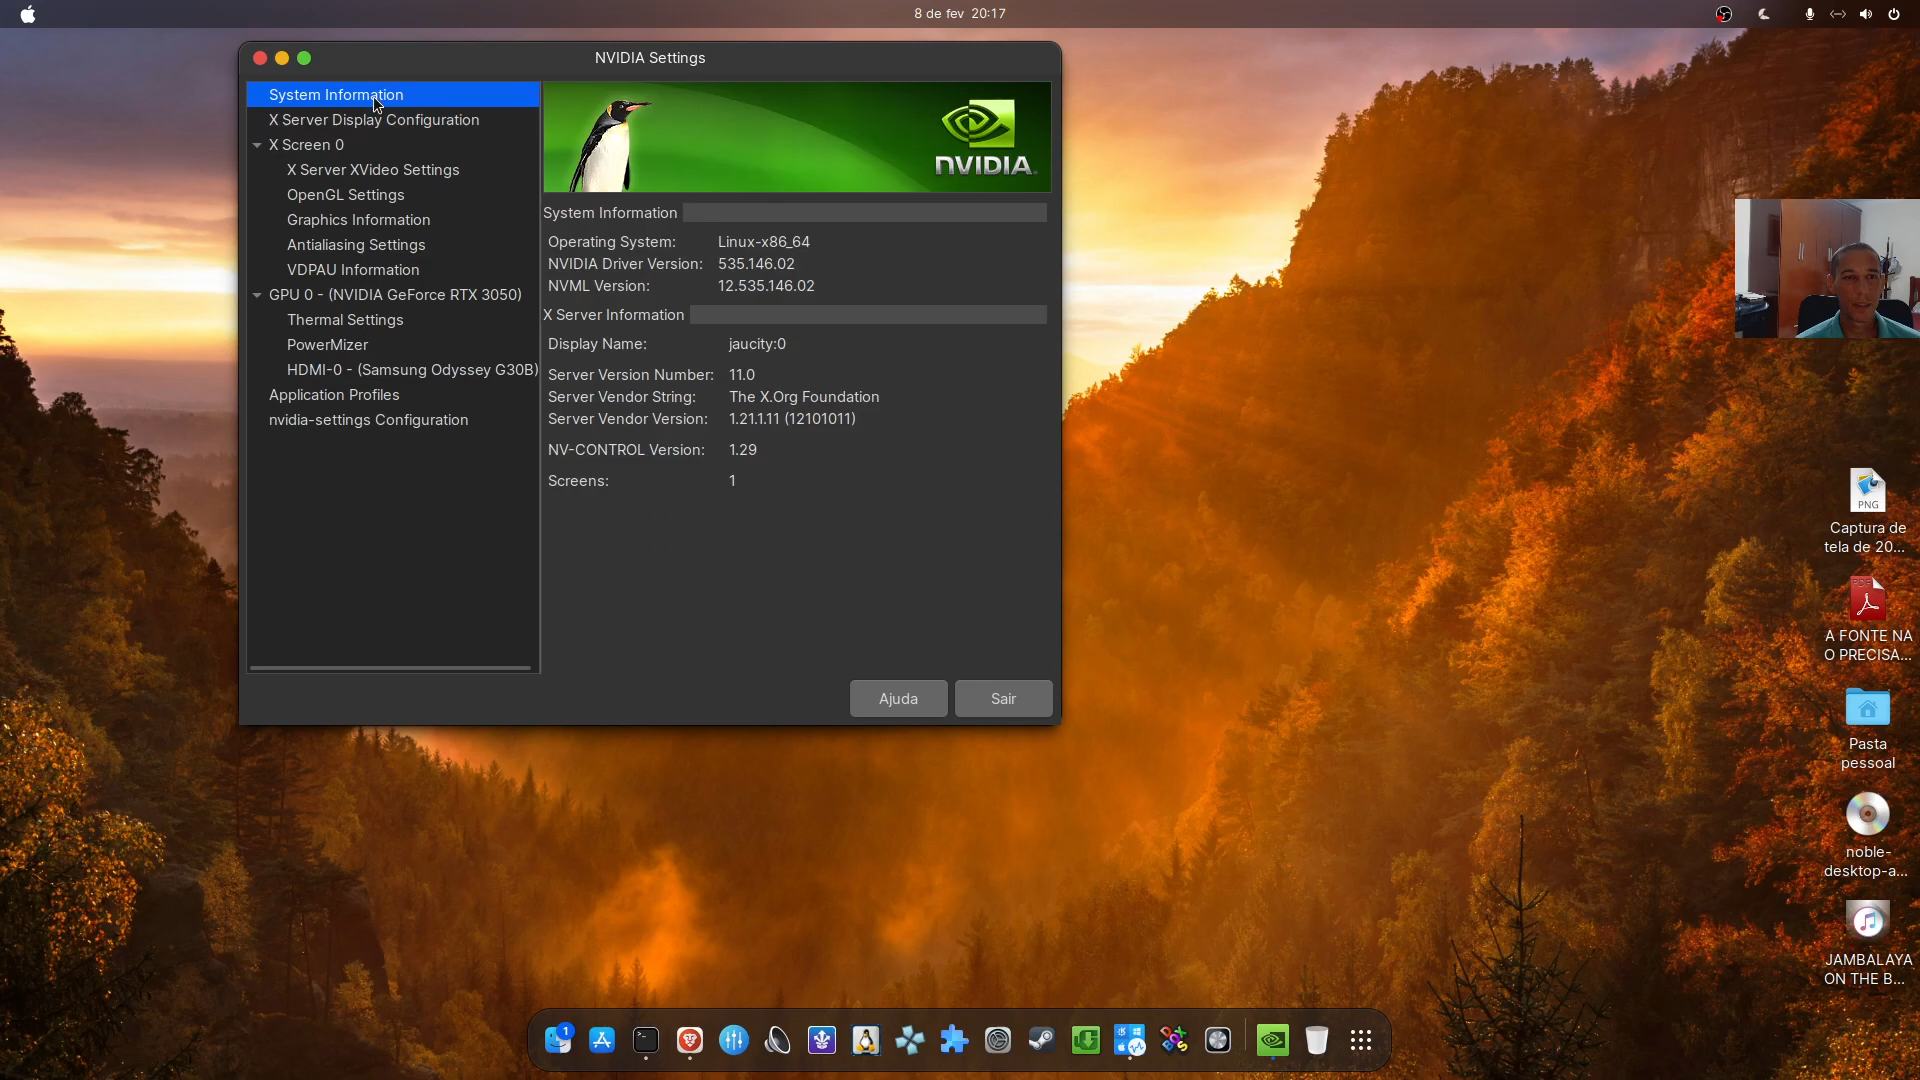 8 de fev 20:17
NVIDIA Settings
System Information
X Server Display Configuration
X Screen 0
X Server XVideo Settings
OpenGL Settings
Graphics Information
Antialiasing Settings
VDPAU Information
GPU 0 - (NVIDIA GeForce RTX 3050)
Thermal Settings
PowerMizer
HDMI-0 - (Samsung Odyssey G30B)
Application Profiles
nvidia-settings Configuration
NVIDIA.
System Information
Operating System: Linux-x86_64
NVIDIA Driver Version: 535.146.02
NVML Version: 12.535.146.02
X Server Information
Display Name: jaucity:0
Server Version Number: 11.0
Server Vendor String: The X.Org Foundation
Server Vendor Version: 1.21.1.11 (12101011)
NV-CONTROL Version: 1.29
Screens: 1
Ajuda
Sair
PNG
Captura de
tela de 20...
PDF
A FONTE NA
O PRECISA...
Pasta
pessoal
noble-
desktop-a...
JAMBALAYA
ON THE B...
1